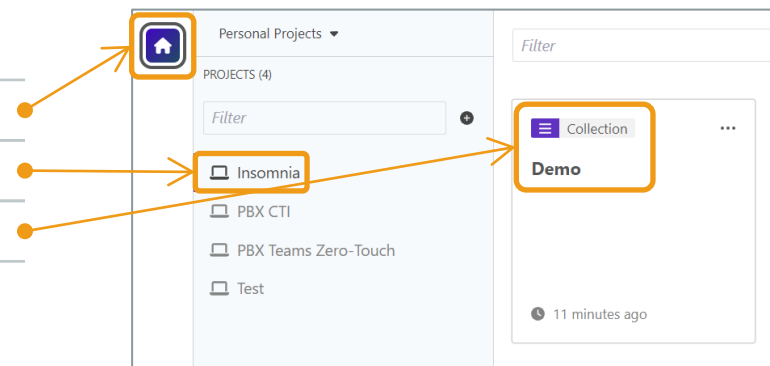 Personal Projects
PROJECTS (4)
Filter
Insomnia
PBX CTI
PBX Teams Zero-Touch
Test
Filter
Collection
Demo
11 minutes ago